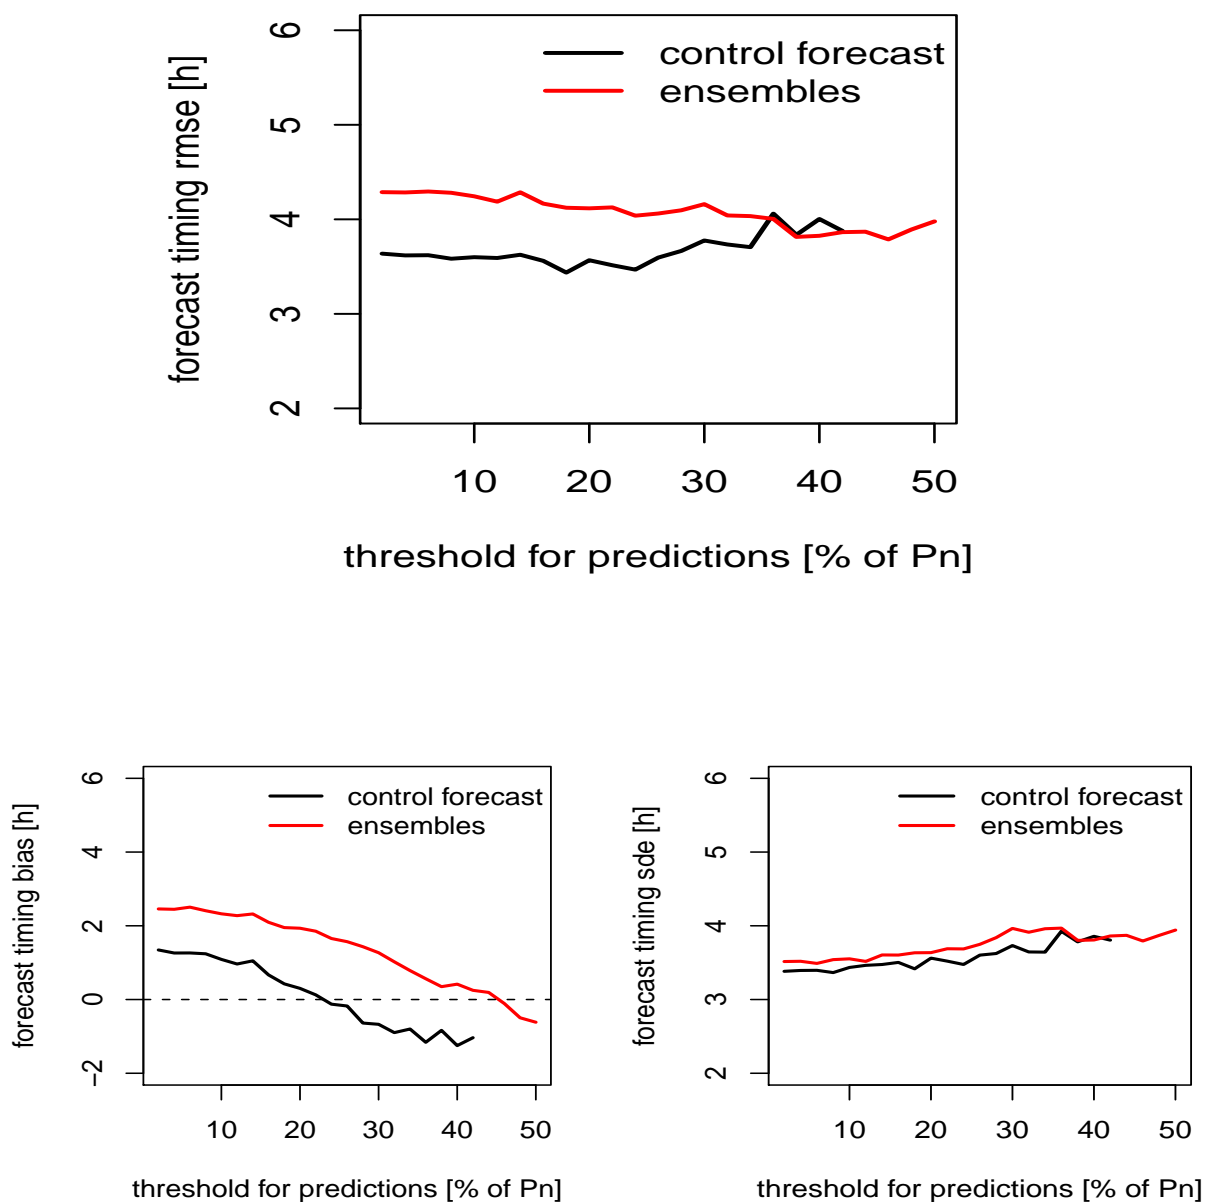 forecast timing rmse [h]
6
5
4
3
2
control forecast
ensembles
10 20 30 40 50
threshold for predictions [% of Pn]
forecast timing bias [h]
6
4
2
0
−2
control forecast
ensembles
10 20 30 40 50
threshold for predictions [% of Pn]
forecast timing sde [h]
6
5
4
3
2
control forecast
ensembles
10 20 30 40 50
threshold for predictions [% of Pn]